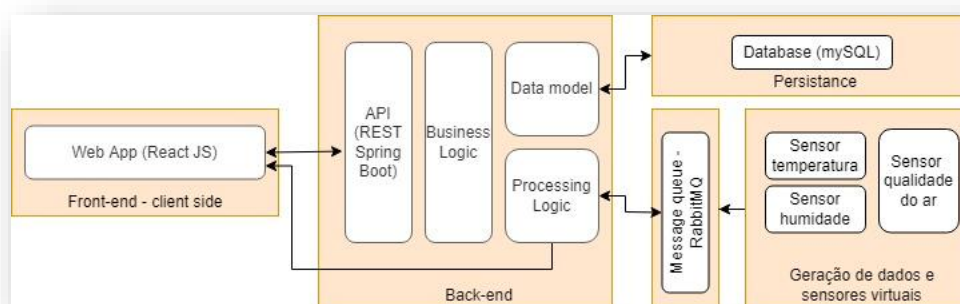 Web App (React JS)
Front-end - client side
API
(REST
Spring
Boot)
Business
Logic
Data model
Processing
Logic
Back-end
Database (mySQL)
Persistance
Message queue -
RabbitMQ
Sensor
temperatura
Sensor
humidade
Sensor
qualidade
do ar
Geração de dados e
sensores virtuais